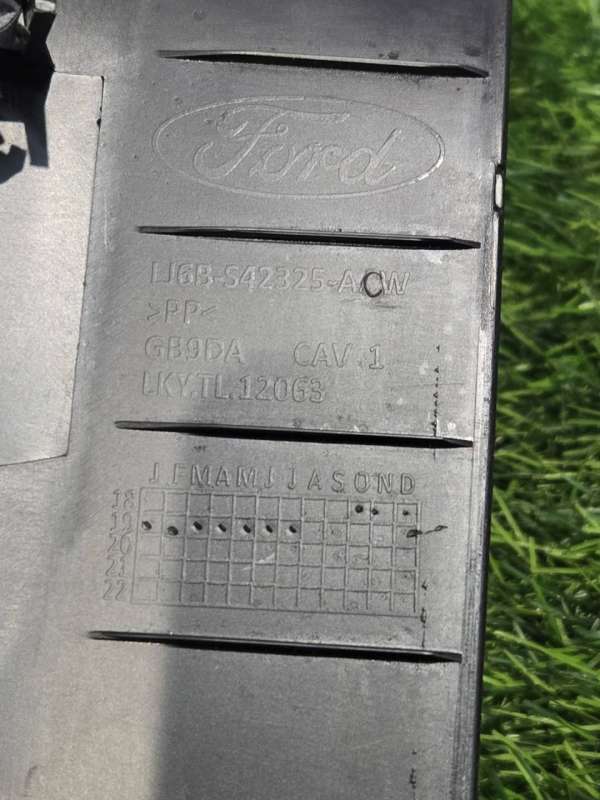 Ford
LJ6B-S42325-ACW
>PP<
GB9DA CAV.1
LKY.TL.12063
J F M A M J J A S O N D
18
19
20
21
22